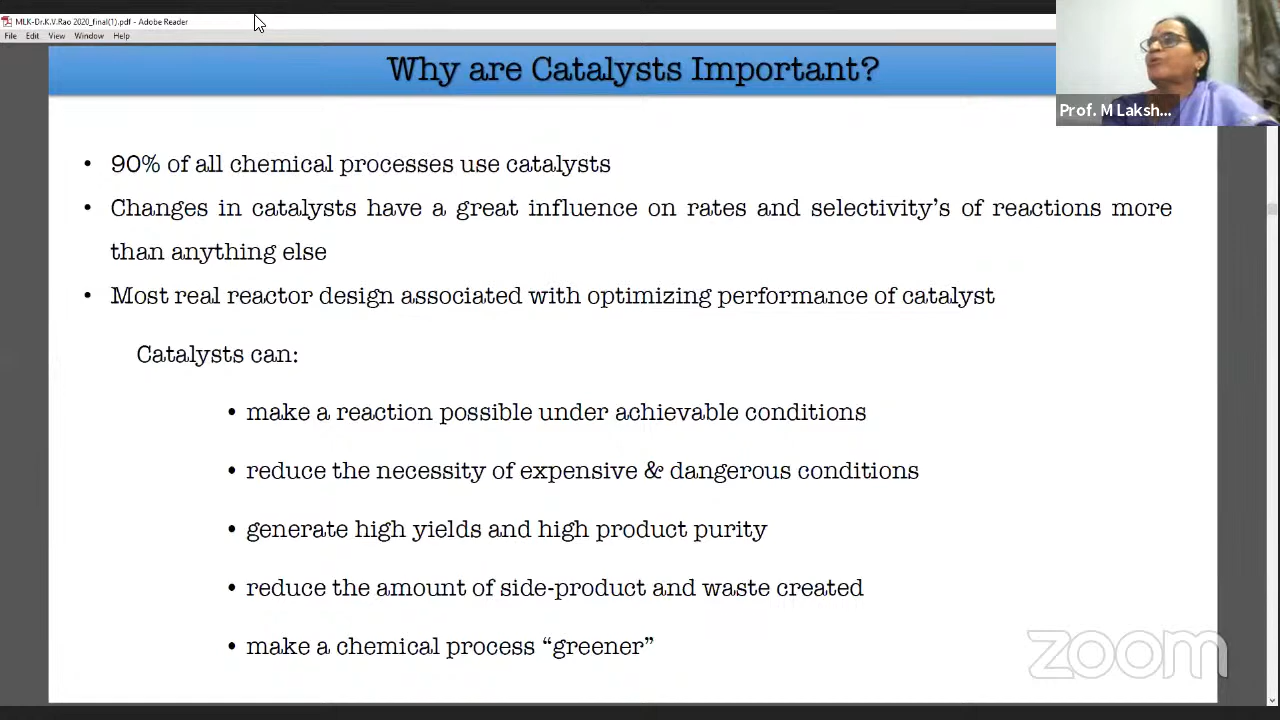 MLK-Dr.K.V.Rao 2020_final(1).pdf - Adobe Reader
File Edit View Window Help
Why are Catalysts Important?
Prof. M Laksh...
• 90% of all chemical processes use catalysts
• Changes in catalysts have a great influence on rates and selectivity's of reactions more
than anything else
• Most real reactor design associated with optimizing performance of catalyst
Catalysts can:
• make a reaction possible under achievable conditions
• reduce the necessity of expensive & dangerous conditions
• generate high yields and high product purity
• reduce the amount of side-product and waste created
• make a chemical process “greener”
zoom